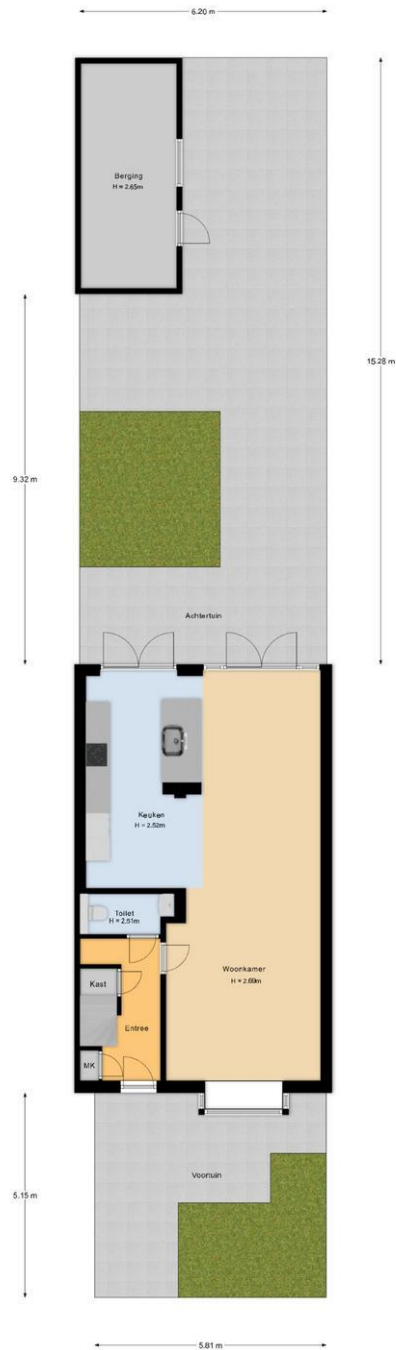 6.20 m
Berging
H = 2.65m
15.28 m
9.32 m
Achtertuin
Keuken
H = 2.52m
Toilet
H = 2.51m
Woonkamer
H = 2.69m
Kast
Entree
MK
Voortuin
5.15 m
5.81 m